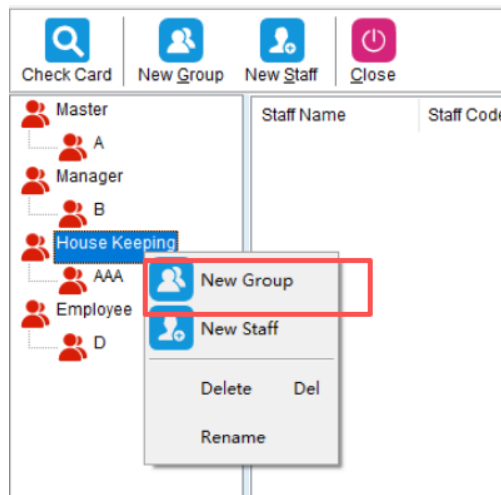 Check Card New Group New Staff Close
Master Staff Name Staff Code
A
Manager
B
House Keeping
AAA New Group
Employee New Staff
D
Delete Del
Rename